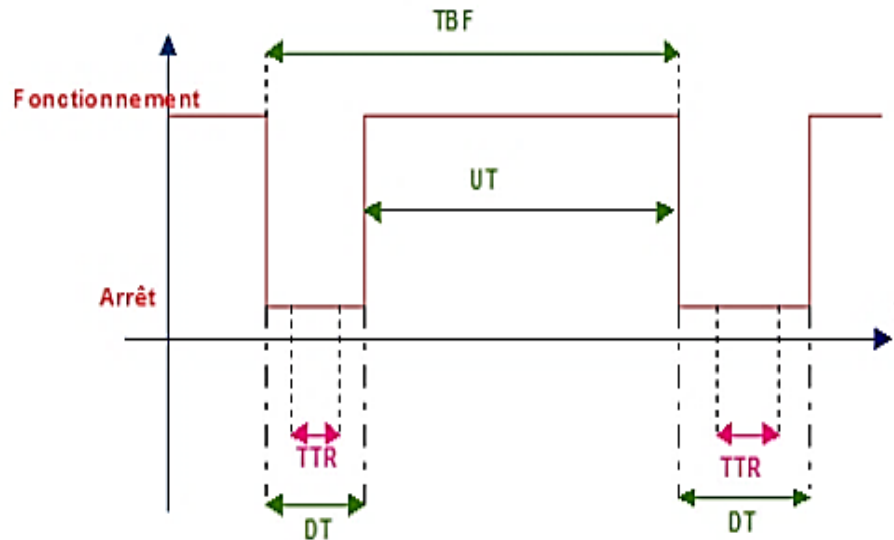 TBF
Fonctionnement
UT
Arrêt
TTR
TTR
DT
DT